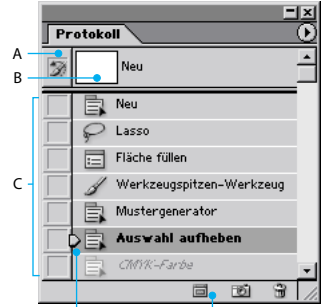 Protokoll
A
B
Neu
C
Neu
Lasso
Fläche füllen
Werkzeugspitzen-Werkzeug
Mustergenerator
Auswahl aufheben
CMYK-Farbe